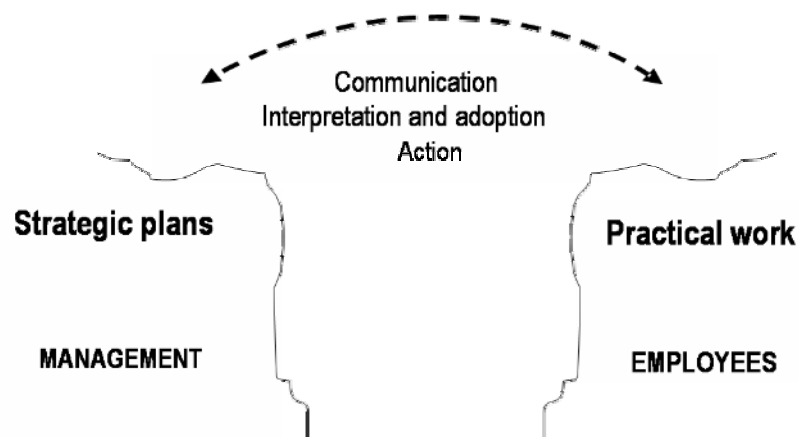 Communication
Interpretation and adoption
Action
Strategic plans
Practical work
MANAGEMENT
EMPLOYEES